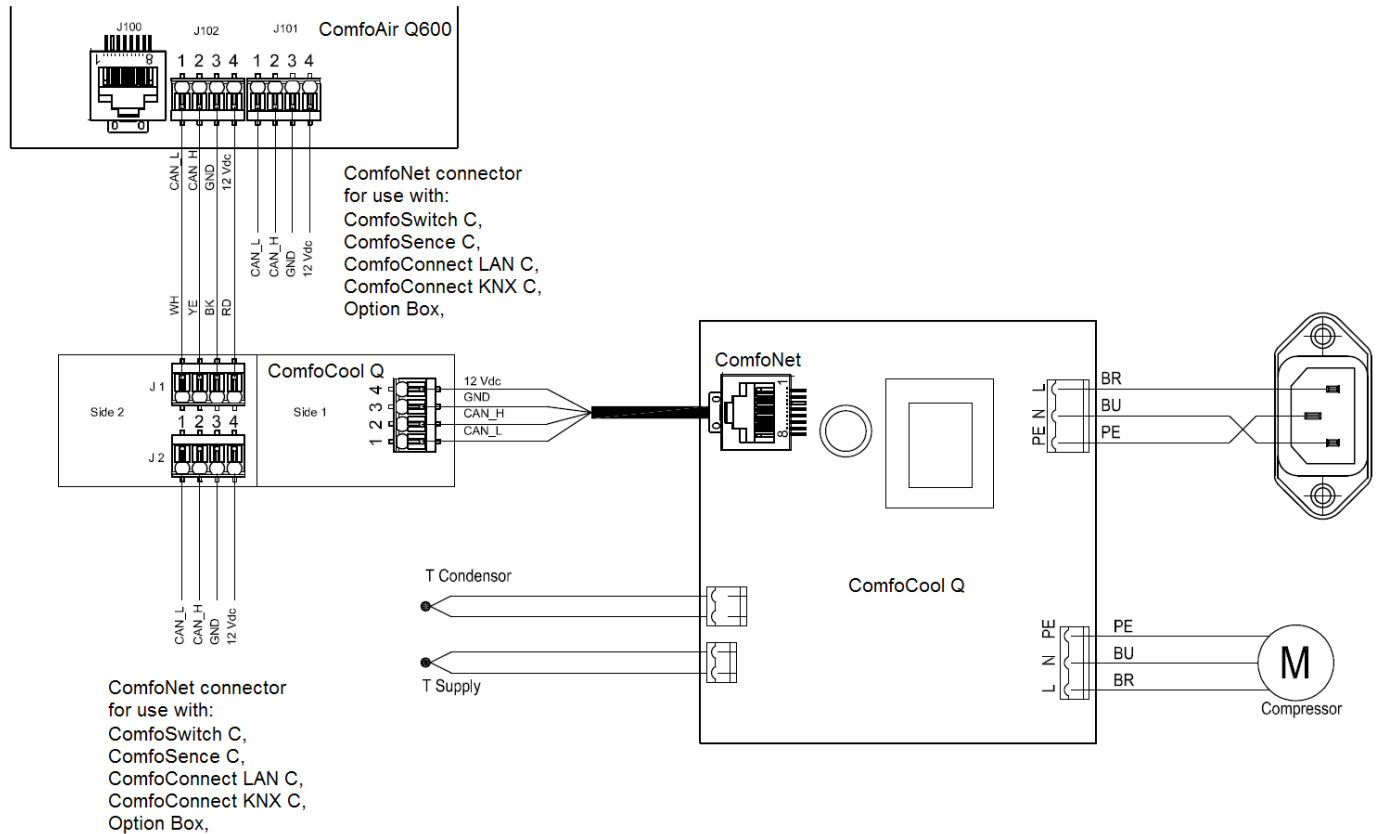 J100
J102
J101
ComfoAir Q600
1 8
1 2 3 4
1 2 3 4
CAN_L
CAN_H
GND
12 Vdc
CAN_L
CAN_H
GND
12 Vdc
ComfoNet connector
for use with:
ComfoSwitch C,
ComfoSence C,
ComfoConnect LAN C,
ComfoConnect KNX C,
Option Box,
WH
YE
BK
RD
J 1
Side 2
1 2 3 4
J 2
ComfoCool Q
Side 1
4
3
2
1
12 Vdc
GND
CAN_H
CAN_L
CAN_L
CAN_H
GND
12 Vdc
ComfoNet connector
for use with:
ComfoSwitch C,
ComfoSence C,
ComfoConnect LAN C,
ComfoConnect KNX C,
Option Box,
ComfoNet
1
8
L
N
PE
BR
BU
PE
T Condensor
T Supply
ComfoCool Q
PE
N
L
PE
BU
BR
M
Compressor